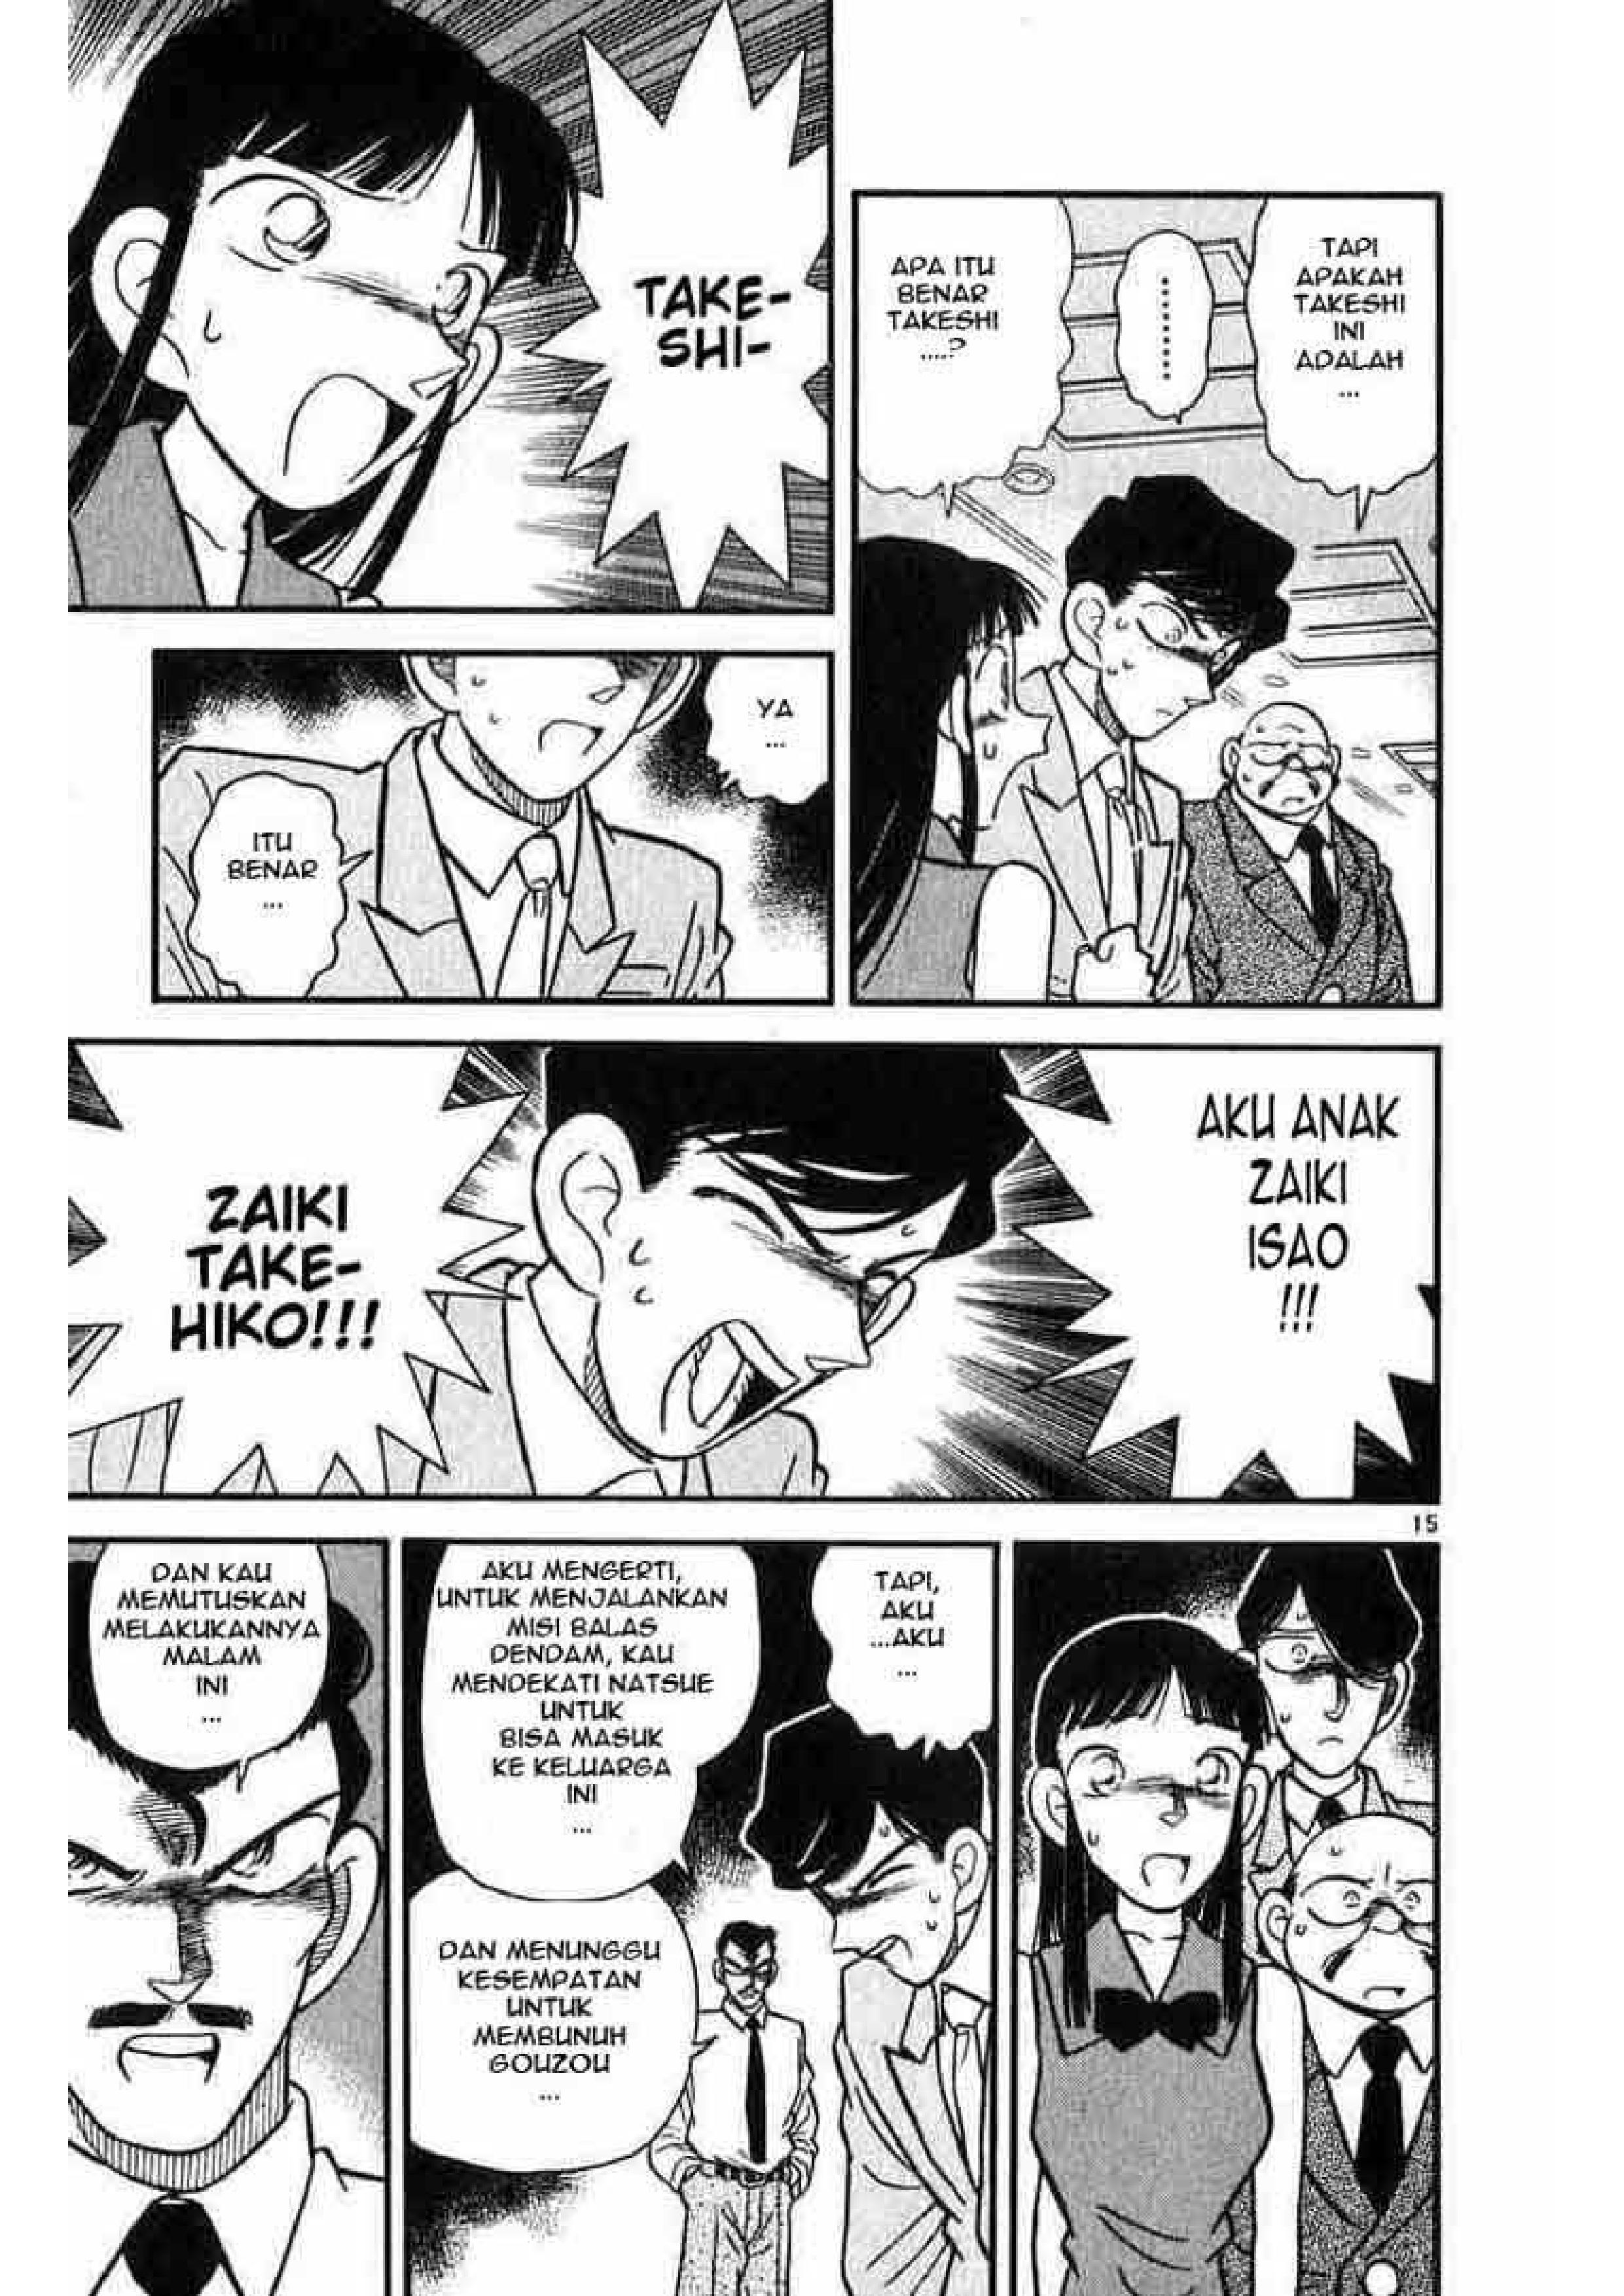 TAPI
APAKAH
TAKESHI
INI
ADALAH
...
.........
APA ITU
BENAR
TAKESHI
.....?
TAKE-
SHI-
YA
...
ITU
BENAR
...
AKU ANAK
ZAIKI
ISAO
!!!
ZAIKI
TAKE-
HIKO!!!
15
TAPI,
AKU
...AKU
...
AKU MENGERTI,
UNTUK MENJALANKAN
MISI BALAS
DENDAM, KAU
MENDEKATI NATSUE
UNTUK
BISA MASUK
KE KELUARGA
INI
...
DAN MENUNGGU
KESEMPATAN
UNTUK
MEMBUNUH
GOUZOU
...
DAN KAU
MEMUTUSKAN
MELAKUKANNYA
MALAM
INI
...